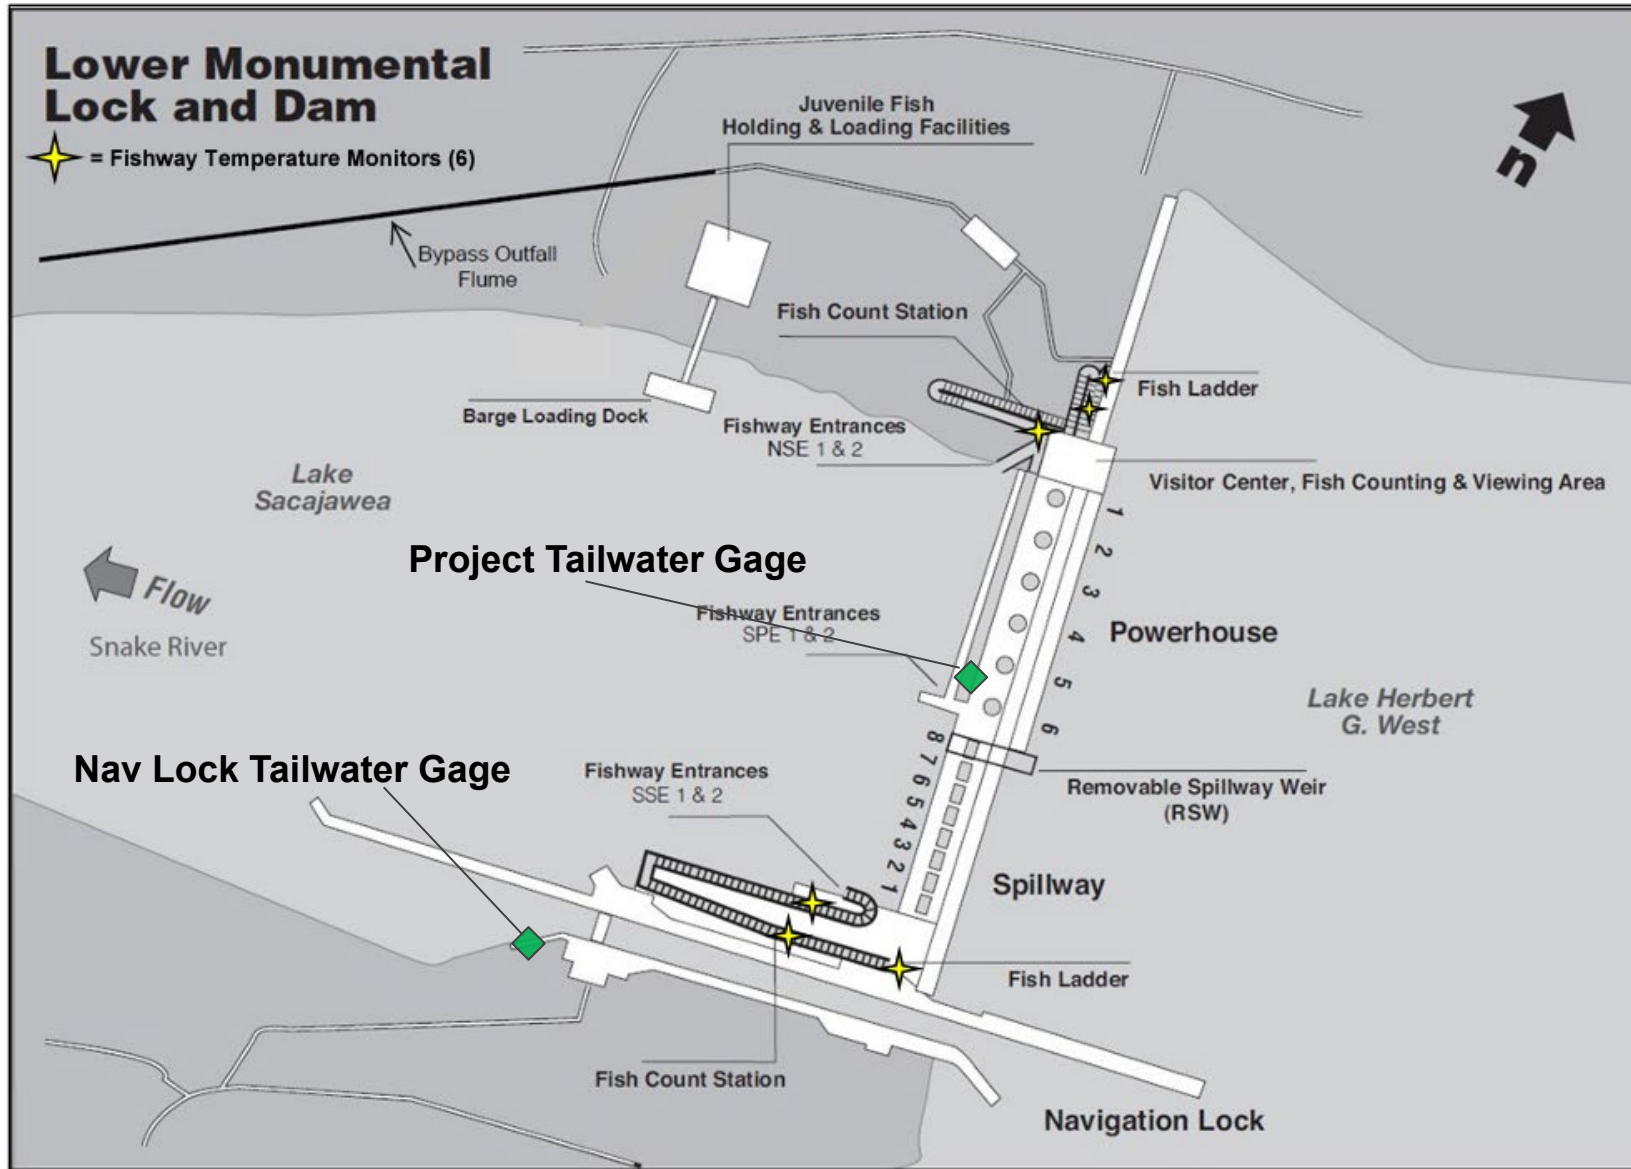 Lower Monumental
Lock and Dam
= Fishway Temperature Monitors (6)
Juvenile Fish
Holding & Loading Facilities
n
Bypass Outfall
Flume
Fish Count Station
Fish Ladder
Barge Loading Dock
Fishway Entrances
NSE 1 & 2
Visitor Center, Fish Counting & Viewing Area
Lake
Sacajawea
Project Tailwater Gage
Flow
Snake River
Fishway Entrances
SPE 1 & 2
1
2
3
4
5
6
Powerhouse
Lake Herbert
G. West
Nav Lock Tailwater Gage
Fishway Entrances
SSE 1 & 2
8
7
6
5
4
3
2
1
Removable Spillway Weir
(RSW)
Spillway
Fish Ladder
Fish Count Station
Navigation Lock